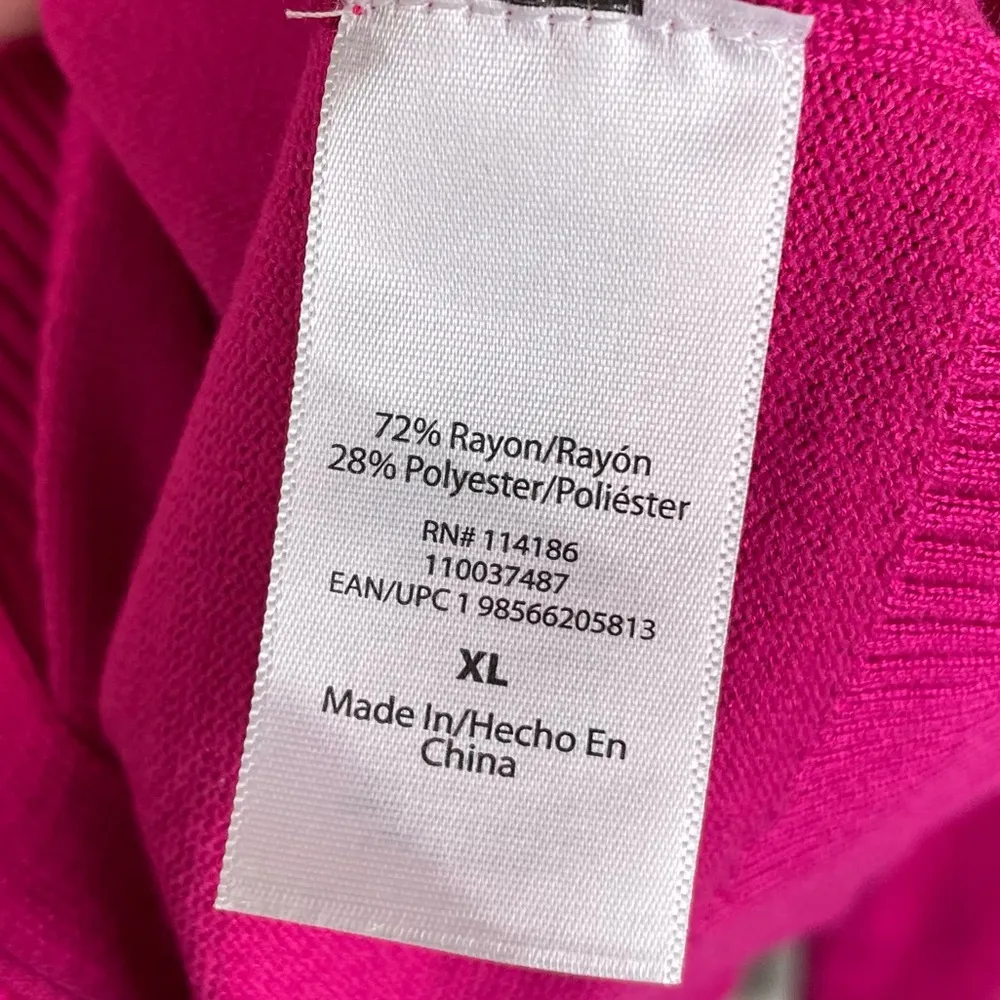 72% Rayon/Rayón
28% Polyester/Poliéster
RN# 114186
110037487
EAN/UPC 1 98566205813
XL
Made In/Hecho En
China